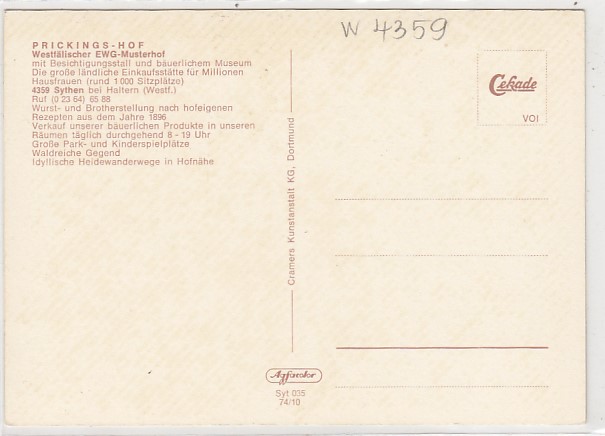 W 4359
PRICKINGS-HOF
Westfälischer EWG-Musterhof
mit Besichtigungsstall und bäuerlichem Museum
Die große ländliche Einkaufsstätte für Millionen
Hausfrauen (rund 1000 Sitzplätze)
4359 Sythen bei Haltern (Westf.)
Ruf (0 23 64) 65 88
Wurst- und Brotherstellung nach hofeigenen
Rezepten aus dem Jahre 1896
Verkauf unserer bäuerlichen Produkte in unseren
Räumen täglich durchgehend 8 - 19 Uhr
Große Park- und Kinderspielplätze
Waldreiche Gegend
Idyllische Heidewanderwege in Hofnähe
Cramers Kunstanstalt KG, Dortmund
Cekade
VOI
Agfacolor
Syt 035
74/10